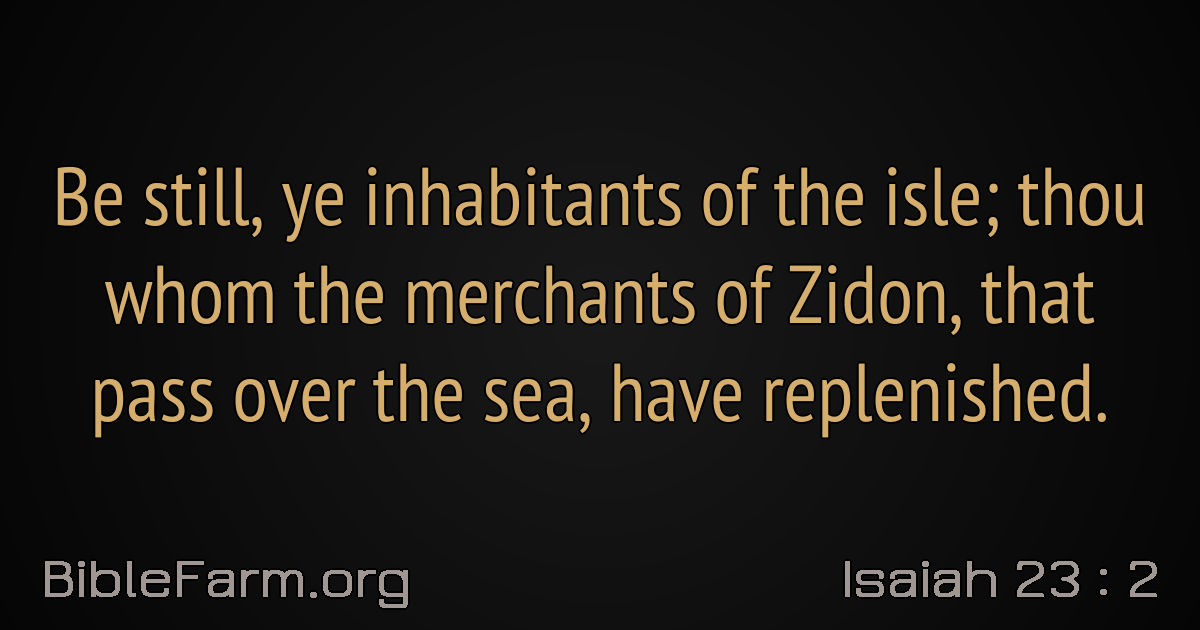 Be still, ye inhabitants of the isle; thou
whom the merchants of Zidon, that
pass over the sea, have replenished.
BibleFarm.org
Isaiah 23 : 2